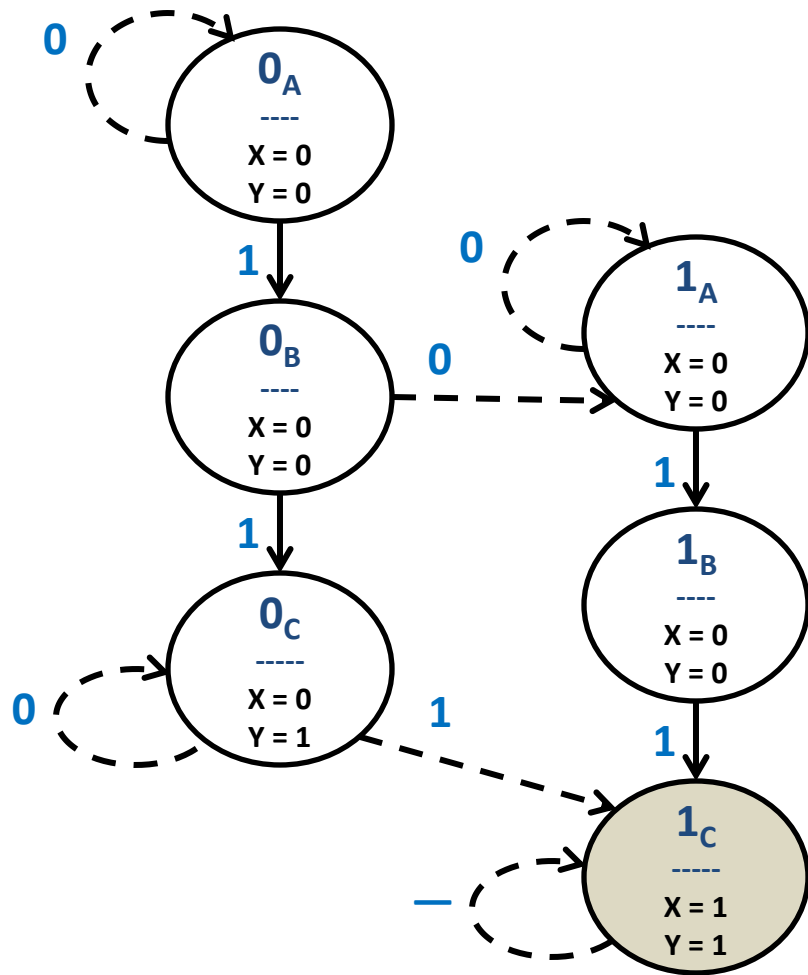 0
0A
----
X = 0
Y = 0
1
0B
----
X = 0
Y = 0
0
1
0C
-----
X = 0
Y = 1
0
1
0
1A
----
X = 0
Y = 0
1
1B
----
X = 0
Y = 0
1
1C
-----
X = 1
Y = 1
—